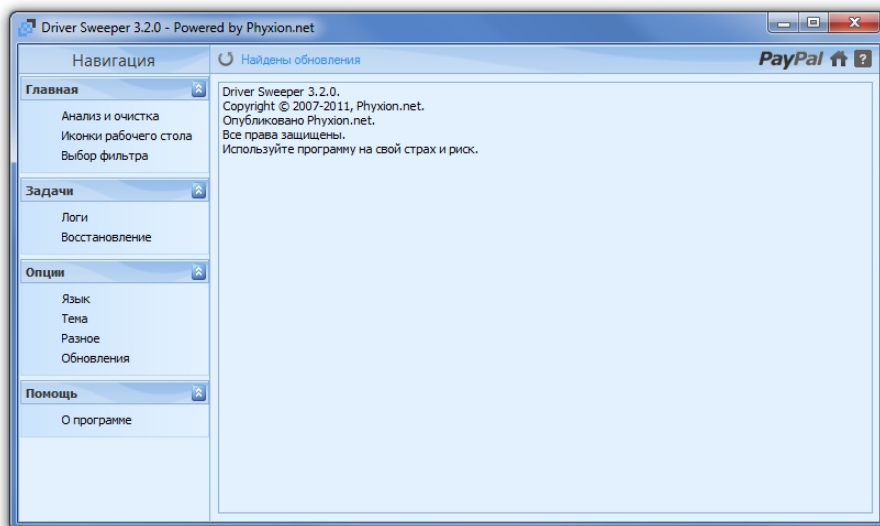 Driver Sweeper 3.2.0 - Powered by Phyxion.net
Навигация
Найдены обновления
PayPal
?
Главная
Анализ и очистка
Иконки рабочего стола
Выбор фильтра
Задачи
Логи
Восстановление
Опции
Язык
Тема
Разное
Обновления
Помощь
О программе
Driver Sweeper 3.2.0.
Copyright © 2007-2011, Phyxion.net.
Опубликовано Phyxion.net.
Все права защищены.
Используйте программу на свой страх и риск.